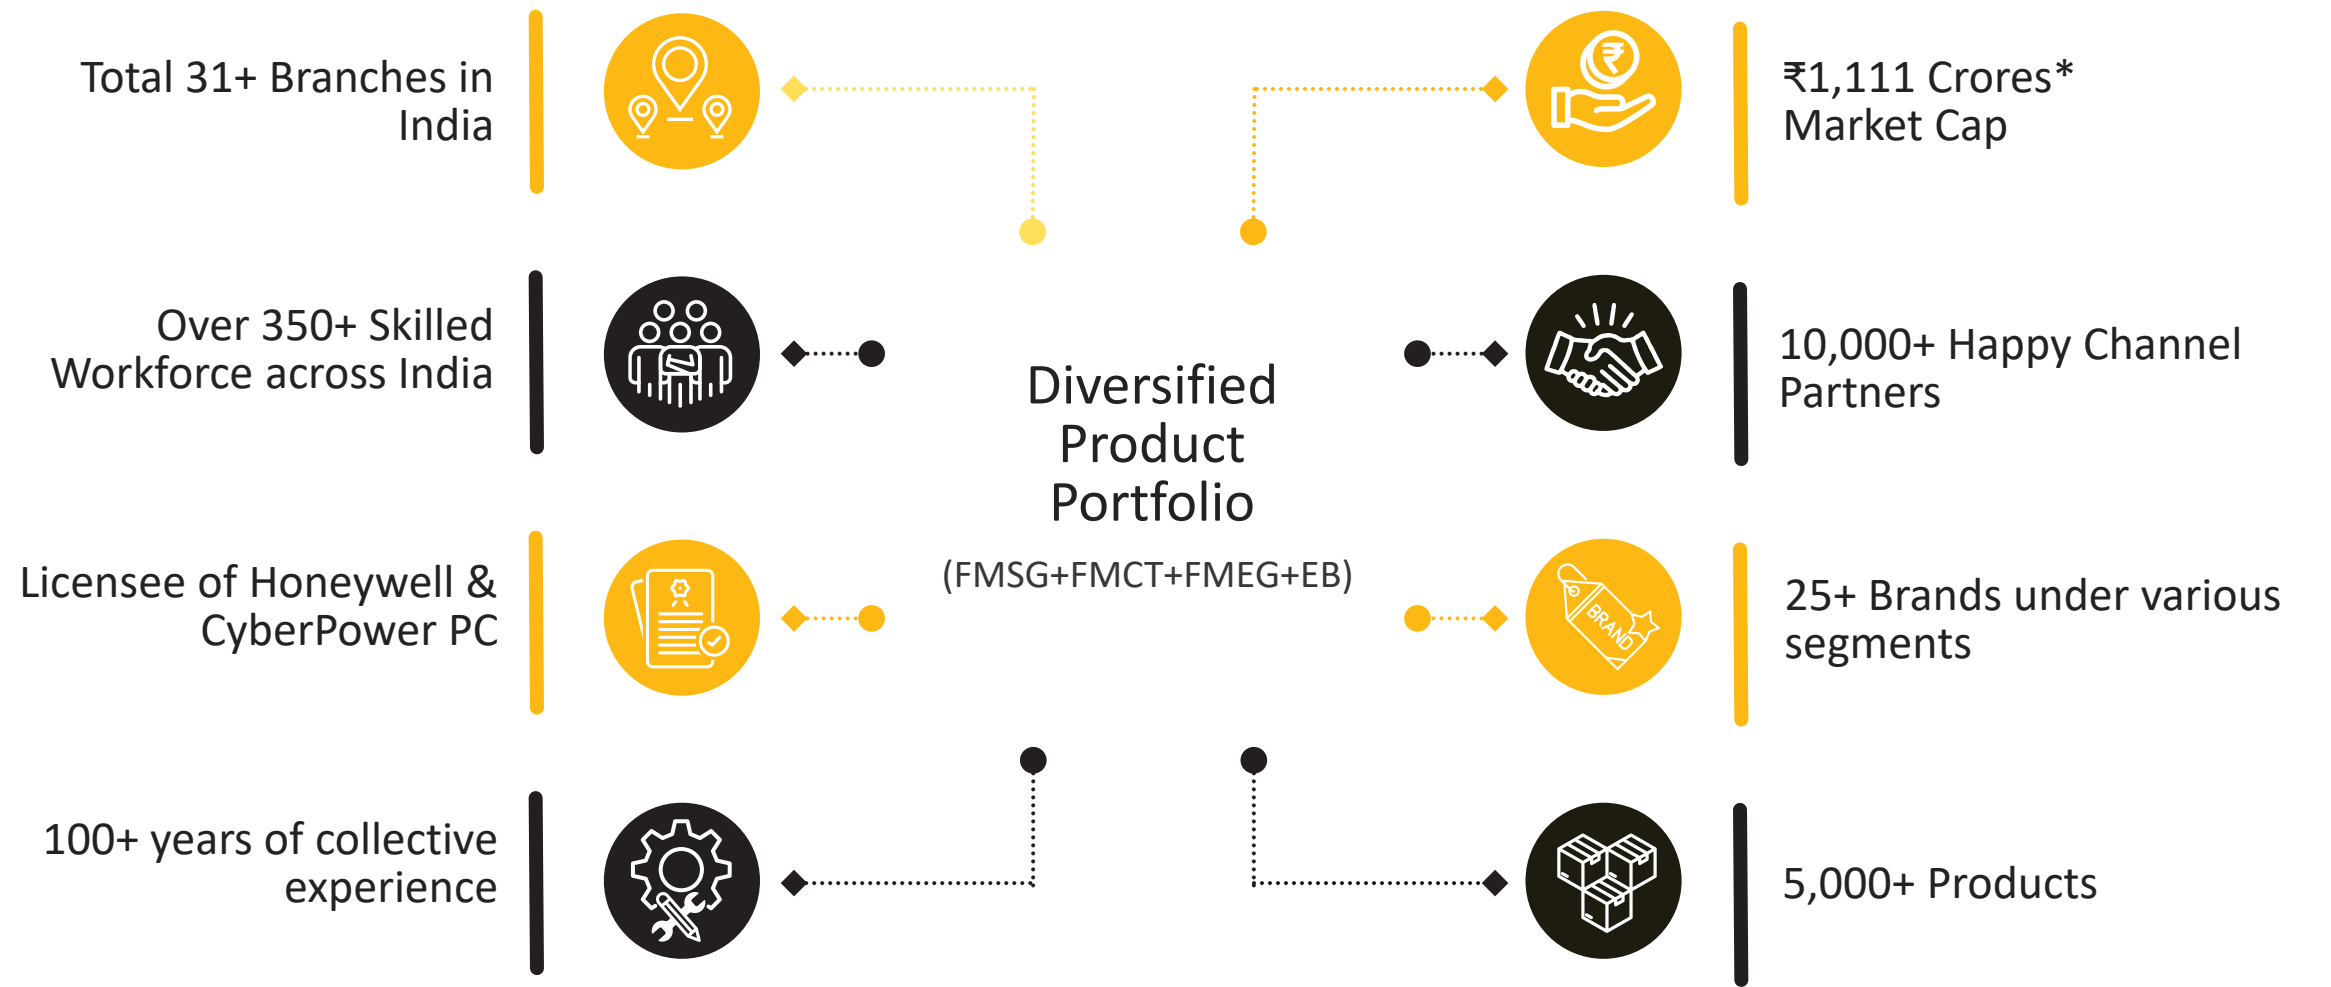 Total 31+ Branches in
India
Over 350+ Skilled
Workforce across India
Licensee of Honeywell &
CyberPower PC
100+ years of collective
experience
Diversified
Product
Portfolio
(FMSG+FMCT+FMEG+EB)
₹
₹1,111 Crores*
Market Cap
10,000+ Happy Channel
Partners
BRAND
25+ Brands under various
segments
5,000+ Products